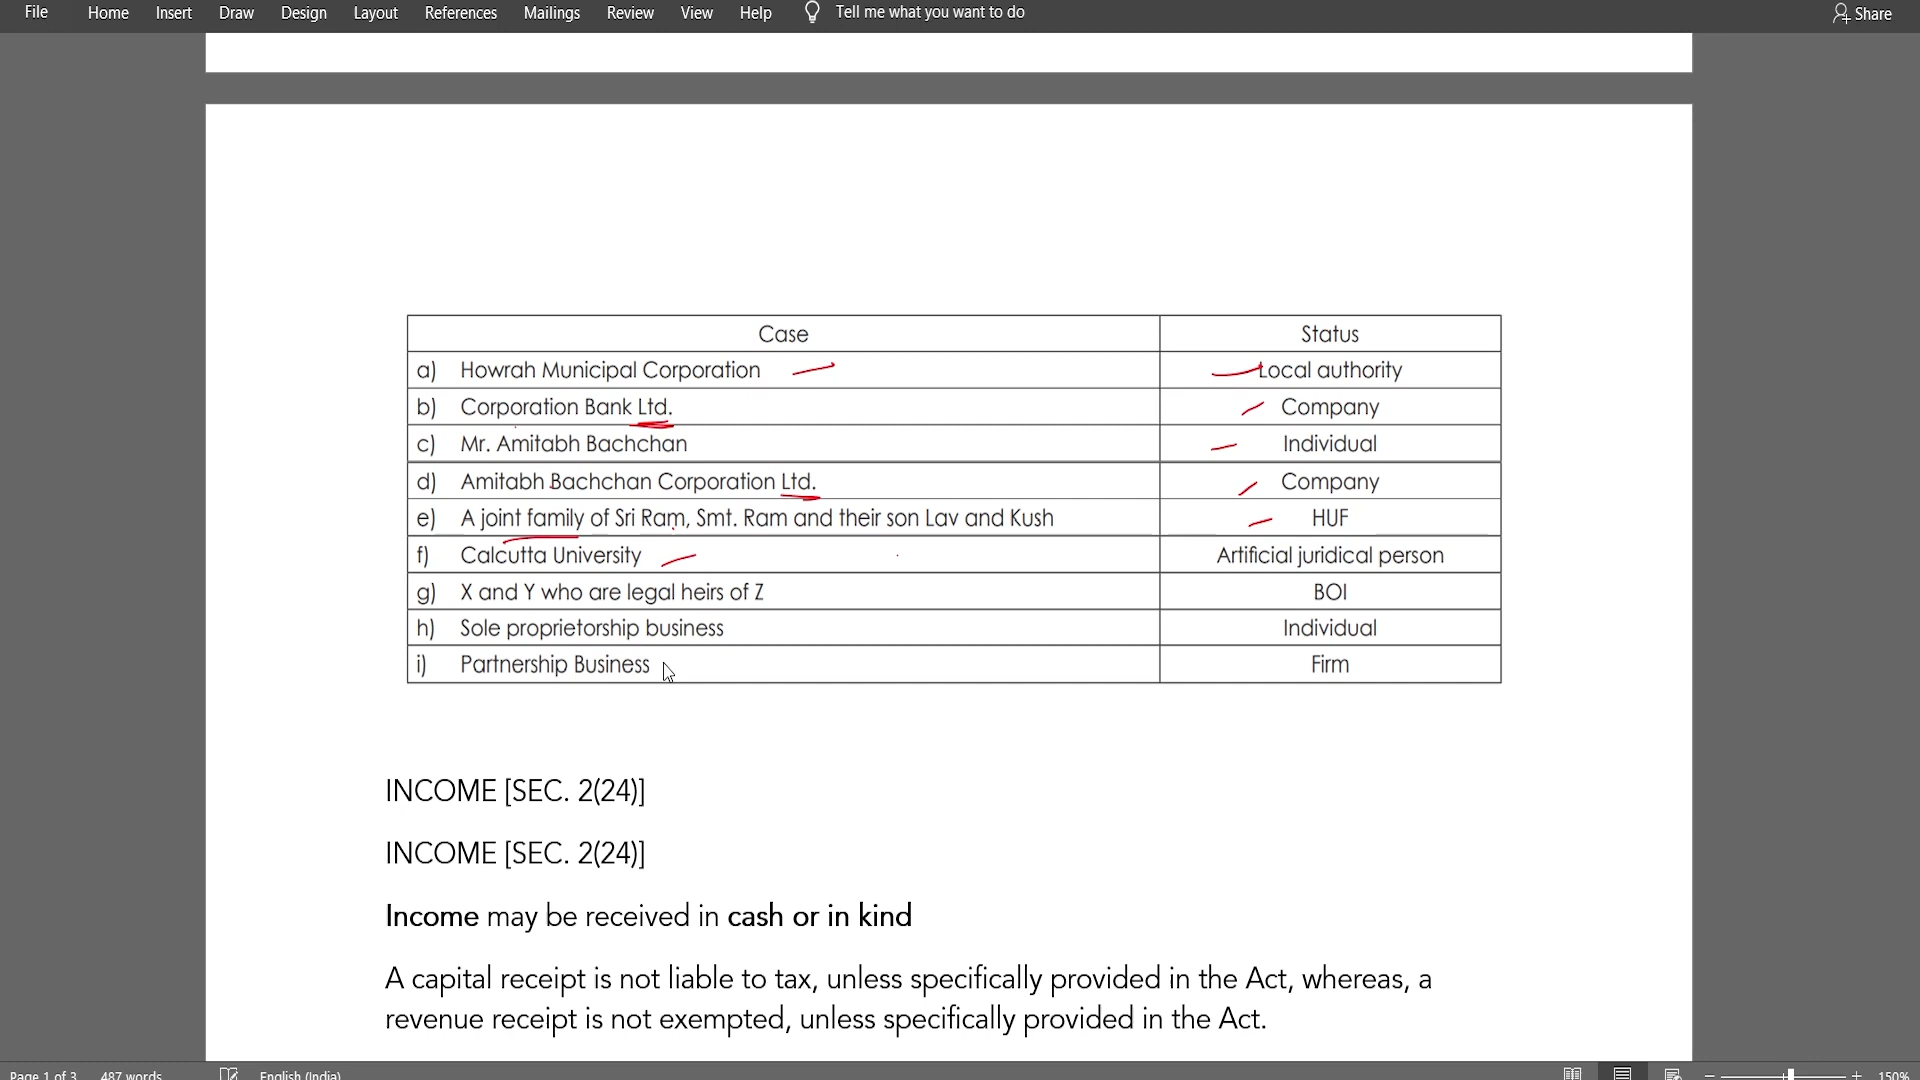 File Home Insert Draw Design Layout References Mailings Review View Help Tell me what you want to do Share
Case Status
a) Howrah Municipal Corporation Local authority
b) Corporation Bank Ltd. Company
c) Mr. Amitabh Bachchan Individual
d) Amitabh Bachchan Corporation Ltd. Company
e) A joint family of Sri Ram, Smt. Ram and their son Lav and Kush HUF
f) Calcutta University Artificial juridical person
g) X and Y who are legal heirs of Z BOI
h) Sole proprietorship business Individual
i) Partnership Business Firm
INCOME [SEC. 2(24)]
INCOME [SEC. 2(24)]
Income may be received in cash or in kind
A capital receipt is not liable to tax, unless specifically provided in the Act, whereas, a
revenue receipt is not exempted, unless specifically provided in the Act.
Page 1 of 3 487 words English (India) 150%